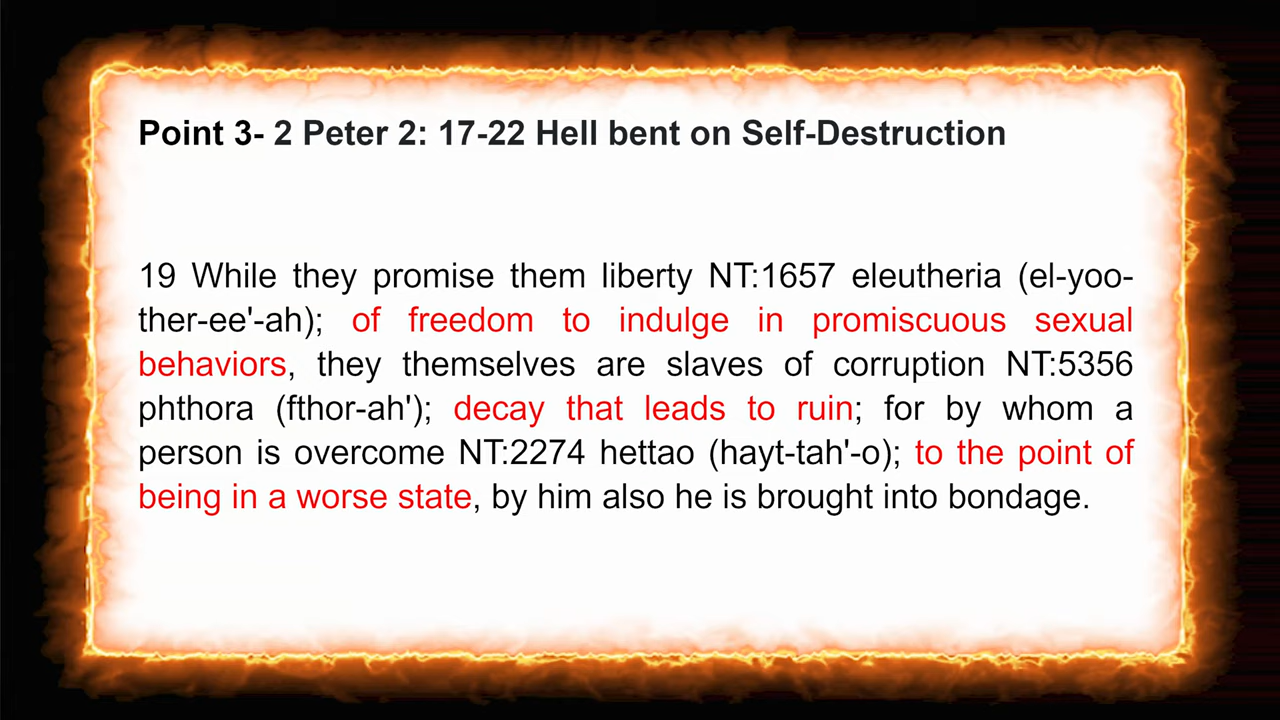 Point 3- 2 Peter 2: 17-22 Hell bent on Self-Destruction
19 While they promise them liberty NT:1657 eleutheria (el-yoo-
ther-ee'-ah); of freedom to indulge in promiscuous sexual
behaviors, they themselves are slaves of corruption NT:5356
phthora (fthor-ah'); decay that leads to ruin; for by whom a
person is overcome NT:2274 hettao (hayt-tah'-o); to the point of
being in a worse state, by him also he is brought into bondage.